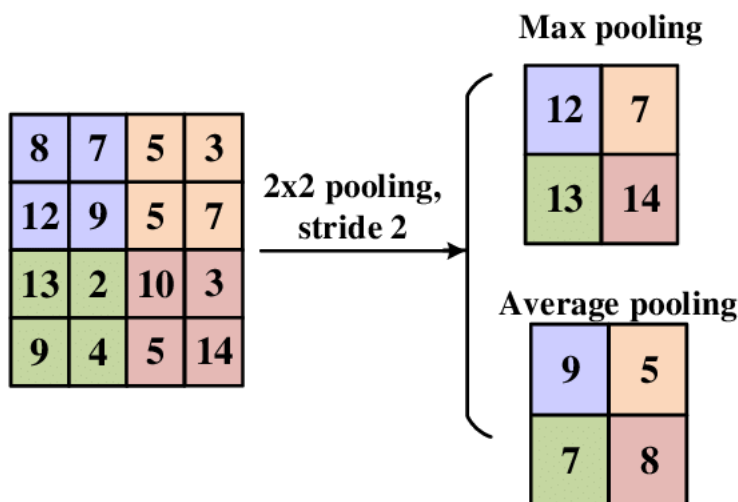 8 7 5 3
12 9 5 7
13 2 10 3
9 4 5 14
2x2 pooling,
stride 2
Max pooling
12 7
13 14
Average pooling
9 5
7 8